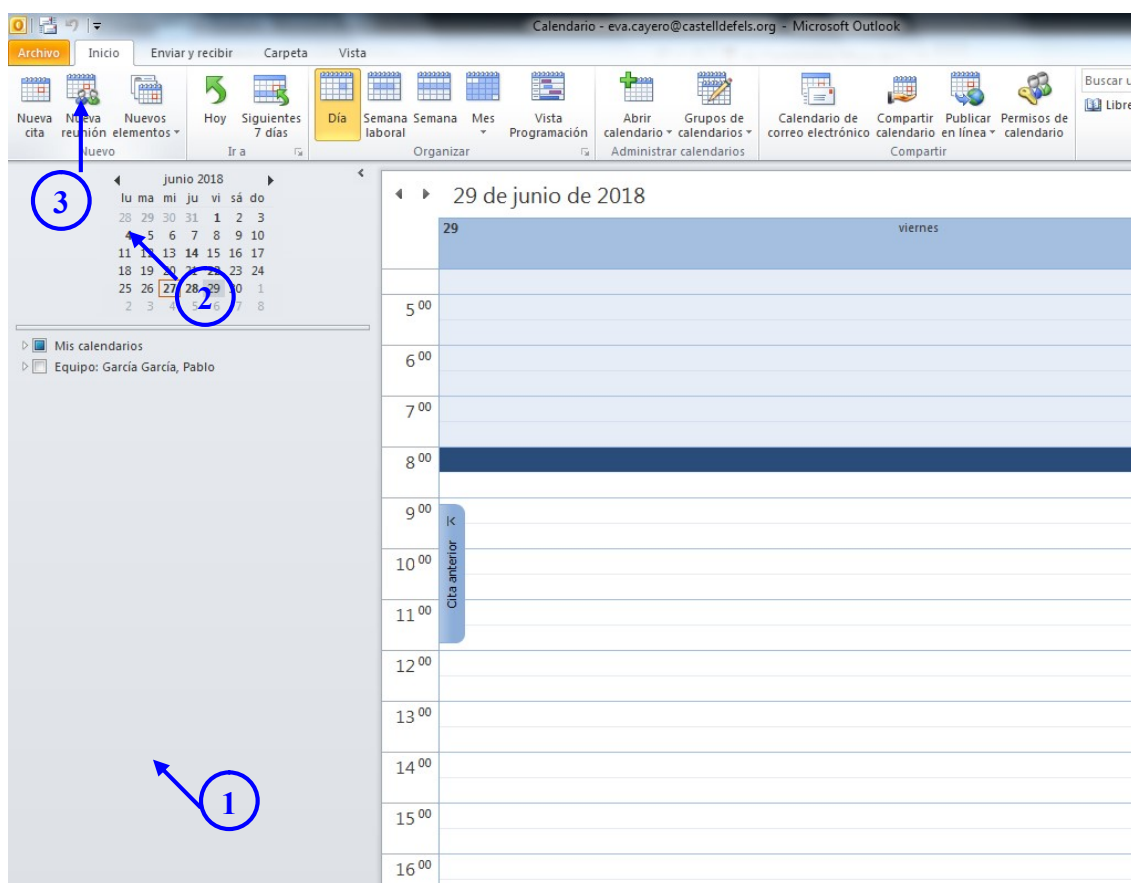 Calendario - eva.cayero@castelldefels.org - Microsoft Outlook
Archivo Inicio Enviar y recibir Carpeta Vista
Nueva cita
Nueva reunión
Nuevos elementos
Hoy
Siguientes 7 días
Día
Semana laboral
Semana
Mes
Vista Programación
Abrir calendario
Grupos de calendarios
Calendario de correo electrónico
Compartir calendario
Publicar en línea
Permisos de calendario
Buscar u
Libre
Nuevo Ir a Organizar Administrar calendarios Compartir
3
junio 2018
lu ma mi ju vi sá do
28 29 30 31 1 2 3
4 5 6 7 8 9 10
11 12 13 14 15 16 17
18 19 20 21 22 23 24
25 26 27 28 29 30 1
2 3 4 5 6 7 8
2
Mis calendarios
Equipo: García García, Pablo
1
29 de junio de 2018
29 viernes
5 00
6 00
7 00
8 00
9 00
10 00
11 00
12 00
13 00
14 00
15 00
16 00
Cita anterior